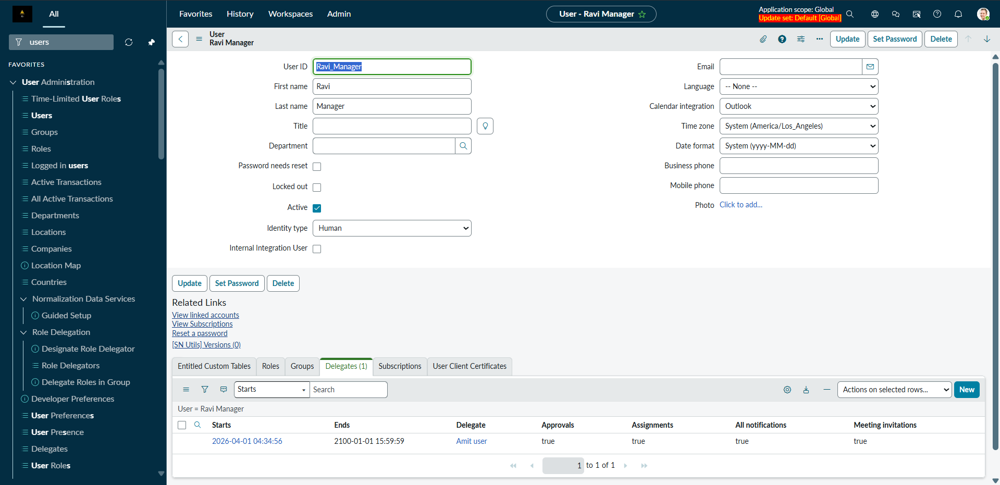 All
Favorites
History
Workspaces
Admin
User - Ravi Manager
Application scope: Global
Update set: Default [Global]
users
FAVORITES
User Administration
Time-Limited User Roles
Users
Groups
Roles
Logged in users
Active Transactions
All Active Transactions
Departments
Locations
Companies
Location Map
Countries
Normalization Data Services
Guided Setup
Role Delegation
Designate Role Delegator
Role Delegators
Delegate Roles in Group
Developer Preferences
User Preferences
User Presence
Delegates
User Roles
User
Ravi Manager
Update
Set Password
Delete
User ID
Ravi_Manager
First name
Ravi
Last name
Manager
Title
Department
Password needs reset
Locked out
Active
Identity type
Human
Internal Integration User
Email
Language
-- None --
Calendar integration
Outlook
Time zone
System (America/Los_Angeles)
Date format
System (yyyy-MM-dd)
Business phone
Mobile phone
Photo
Click to add...
Update
Set Password
Delete
Related Links
View linked accounts
View Subscriptions
Reset a password
[SN Utils] Versions (0)
Entitled Custom Tables
Roles
Groups
Delegates (1)
Subscriptions
User Client Certificates
Starts
Search
Actions on selected rows...
New
User = Ravi Manager
Starts
Ends
Delegate
Approvals
Assignments
All notifications
Meeting invitations
2026-04-01 04:34:56
2100-01-01 15:59:59
Amit user
true
true
true
true
1
to 1 of 1